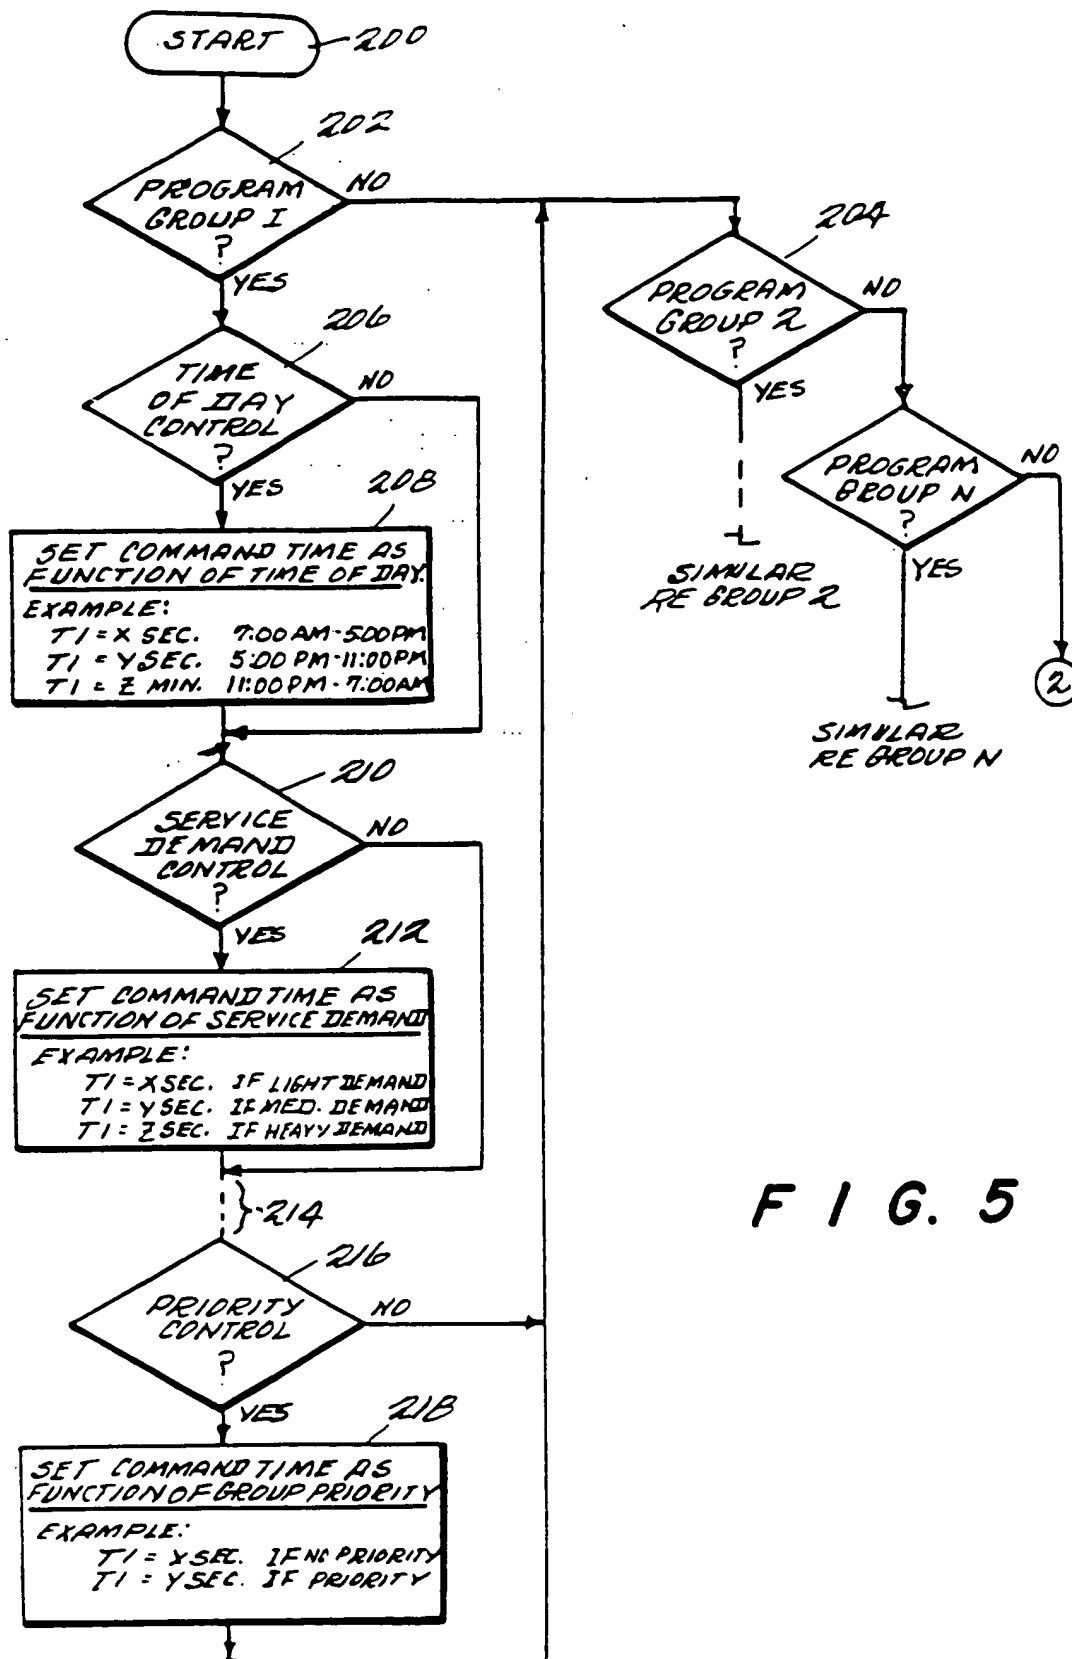 START 200
202
PROGRAM
GROUP I
?
NO
YES
204
PROGRAM
GROUP 2
?
NO
YES
SIMULAR
RE GROUP 2
PROGRAM
GROUP N
?
NO
YES
SIMULAR
RE GROUP N
2
206
TIME
OF DAY
CONTROL
?
NO
YES
208
SET COMMAND TIME AS
FUNCTION OF TIME OF DAY.
EXAMPLE:
T1 = X SEC. 7:00 AM - 5:00 PM
T1 = Y SEC. 5:00 PM - 11:00 PM
T1 = Z MIN. 11:00 PM - 7:00 AM
210
SERVICE
DEMAND
CONTROL
?
NO
YES
212
SET COMMAND TIME AS
FUNCTION OF SERVICE DEMAND
EXAMPLE:
T1 = X SEC. IF LIGHT DEMAND
T1 = Y SEC. IF MED. DEMAND
T1 = Z SEC. IF HEAVY DEMAND
214
216
PRIORITY
CONTROL
?
NO
YES
218
SET COMMAND TIME AS
FUNCTION OF GROUP PRIORITY
EXAMPLE:
T1 = X SEC. IF NO PRIORITY
T1 = Y SEC. IF PRIORITY
FIG. 5